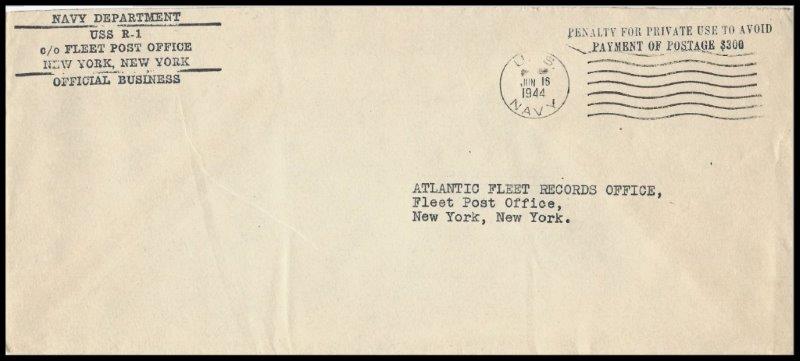 NAVY DEPARTMENT
USS R-1
c/o FLEET POST OFFICE
NEW YORK, NEW YORK
OFFICIAL BUSINESS
PENALTY FOR PRIVATE USE TO AVOID
PAYMENT OF POSTAGE $300
U. S.
JUN 16
1944
NAVY
ATLANTIC FLEET RECORDS OFFICE,
Fleet Post Office,
New York, New York.